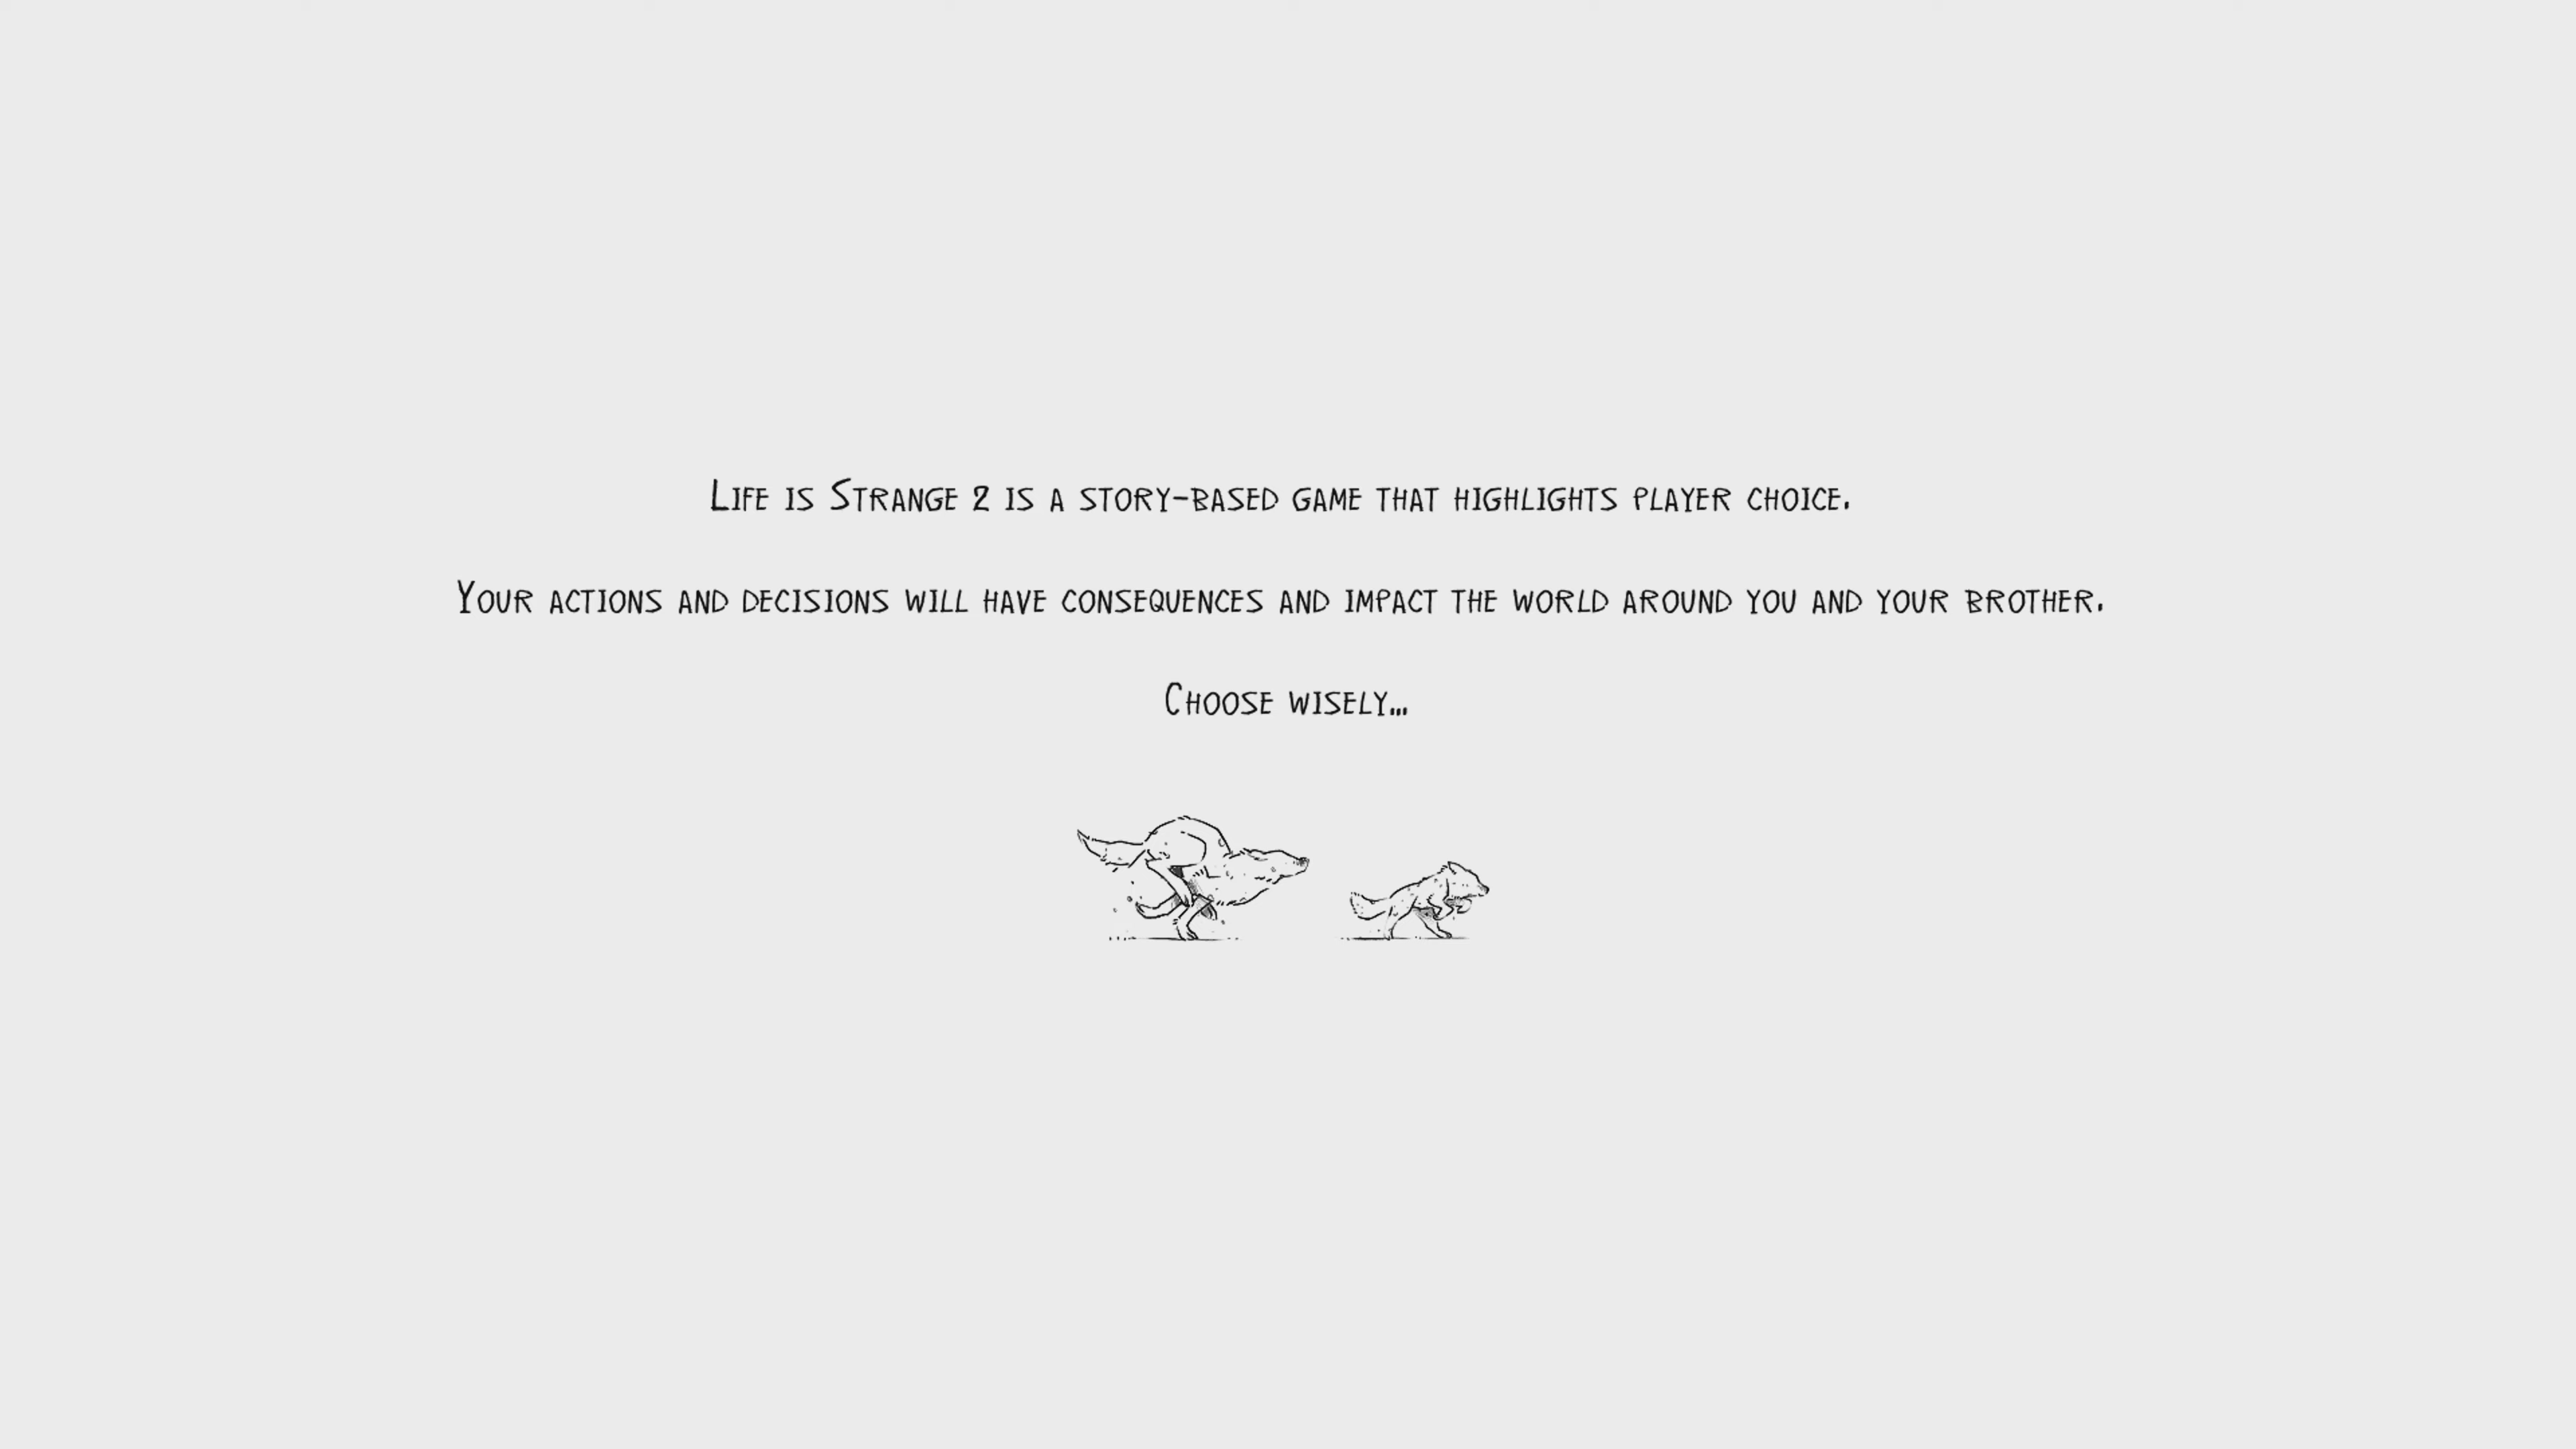 Life is Strange 2 is a story-based game that highlights player choice.
Your actions and decisions will have consequences and impact the world around you and your brother.
Choose wisely...